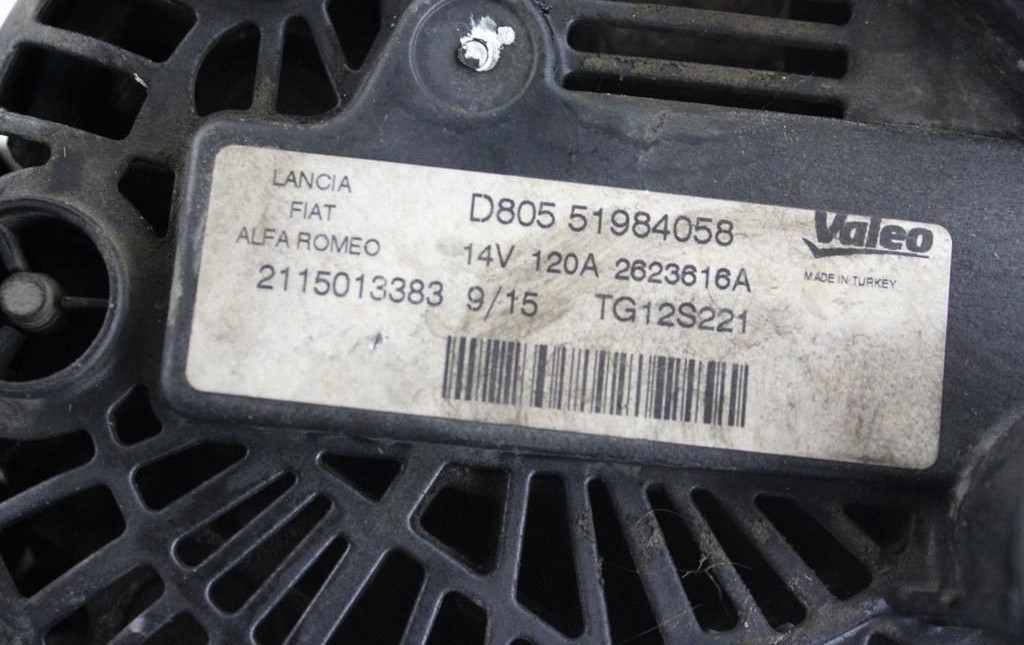 LANCIA
FIAT
ALFA ROMEO
D805 51984058
14V 120A 2623616A
2115013383 9/15 TG12S221
Valeo
MADE IN TURKEY